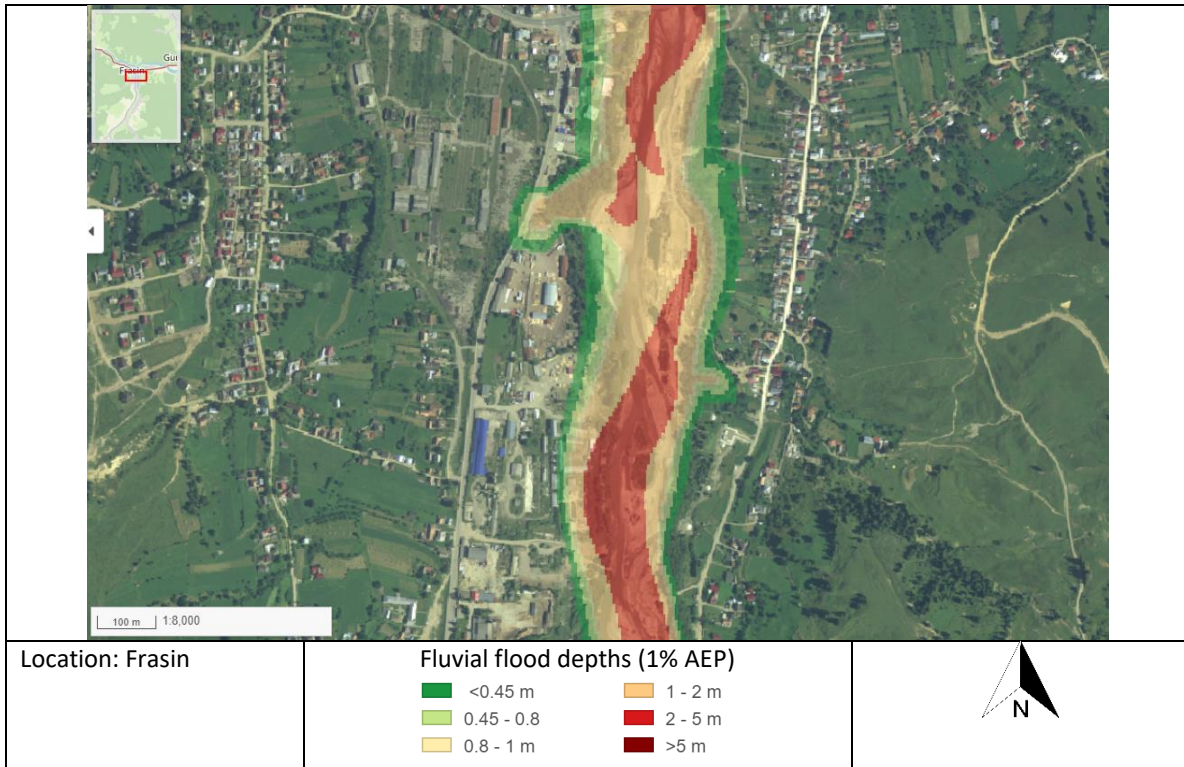 Frasin
Gui
100 m
1:8,000
Location: Frasin
Fluvial flood depths (1% AEP)
<0.45 m
0.45 - 0.8
0.8 - 1 m
1 - 2 m
2 - 5 m
>5 m
N